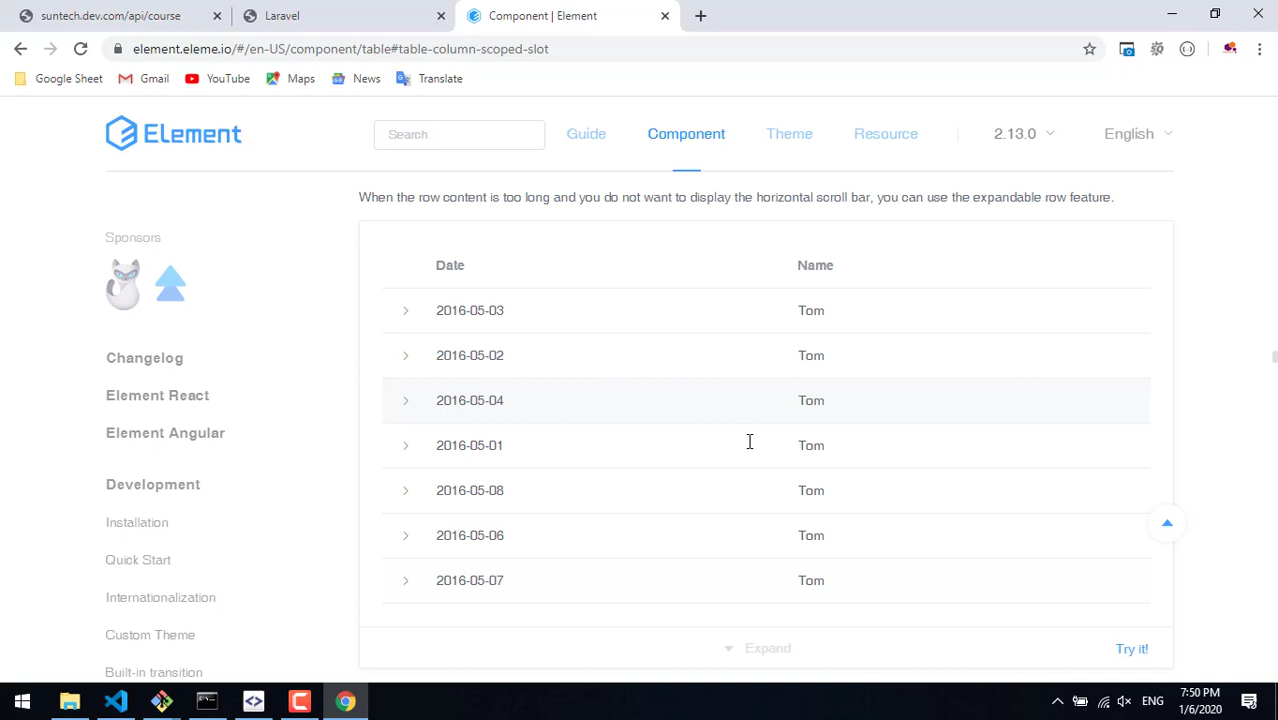 suntech.dev.com/api/course
Laravel
Component | Element
element.eleme.io/#/en-US/component/table#table-column-scoped-slot
Google Sheet
Gmail
YouTube
Maps
News
Translate
Element
Search
Guide
Component
Theme
Resource
2.13.0
English
When the row content is too long and you do not want to display the horizontal scroll bar, you can use the expandable row feature.
Sponsors
Changelog
Element React
Element Angular
Development
Installation
Quick Start
Internationalization
Custom Theme
Built-in transition
Date Name
2016-05-03 Tom
2016-05-02 Tom
2016-05-04 Tom
2016-05-01 Tom
2016-05-08 Tom
2016-05-06 Tom
2016-05-07 Tom
Expand
Try it!
ENG
7:50 PM
1/6/2020